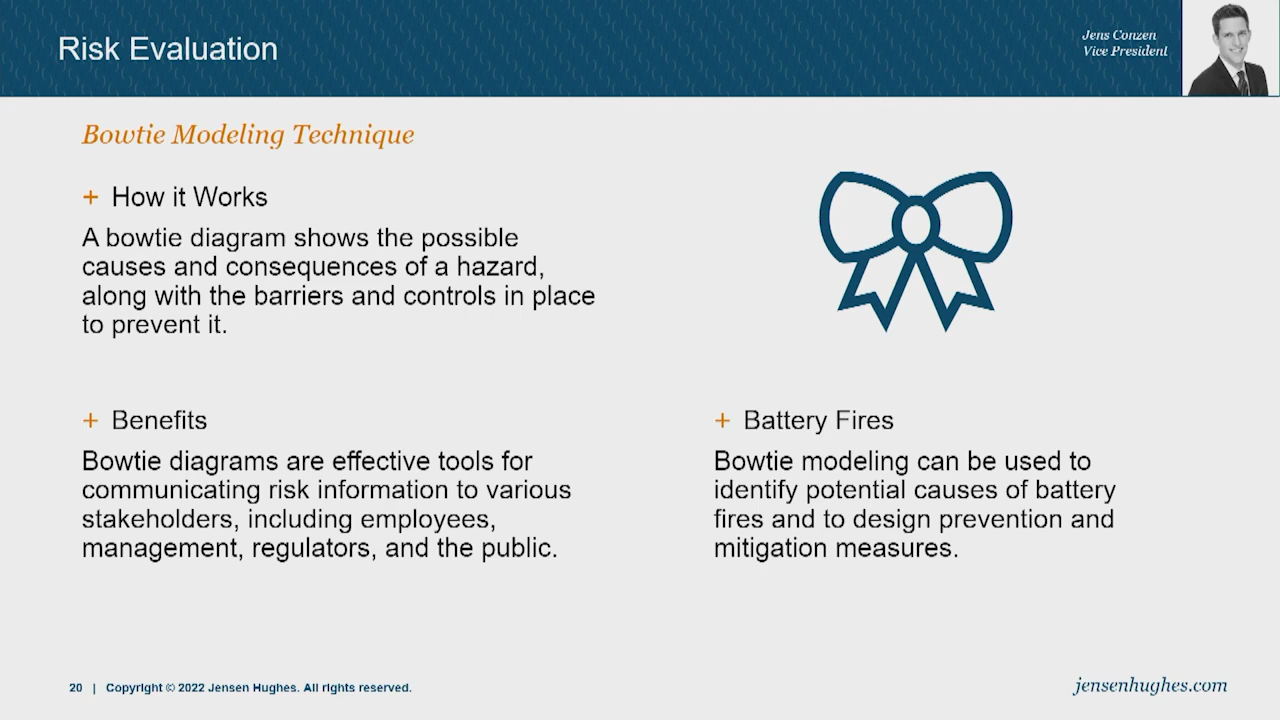 Risk Evaluation
Jens Conzen
Vice President
Bowtie Modeling Technique
+ How it Works
A bowtie diagram shows the possible
causes and consequences of a hazard,
along with the barriers and controls in place
to prevent it.
+ Benefits
Bowtie diagrams are effective tools for
communicating risk information to various
stakeholders, including employees,
management, regulators, and the public.
+ Battery Fires
Bowtie modeling can be used to
identify potential causes of battery
fires and to design prevention and
mitigation measures.
20 | Copyright © 2022 Jensen Hughes. All rights reserved.
jensenhughes.com